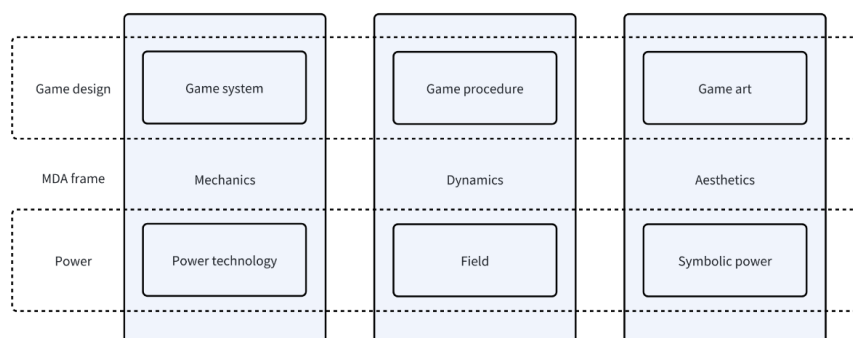 Game design
Game system
Game procedure
Game art
MDA frame
Mechanics
Dynamics
Aesthetics
Power
Power technology
Field
Symbolic power